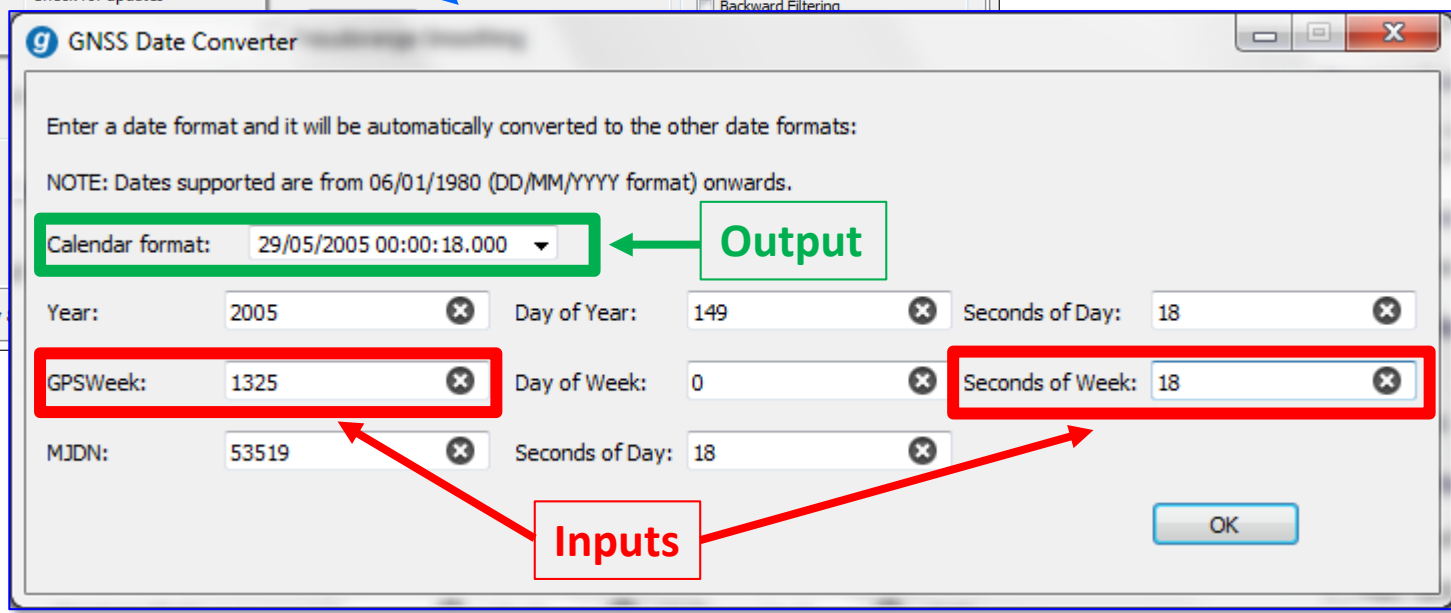 Backward Filtering
GNSS Date Converter
Enter a date format and it will be automatically converted to the other date formats:
NOTE: Dates supported are from 06/01/1980 (DD/MM/YYYY format) onwards.
Calendar format: 29/05/2005 00:00:18.000 Output
Year: 2005 Day of Year: 149 Seconds of Day: 18
GPSWeek: 1325 Day of Week: 0 Seconds of Week: 18
MJDN: 53519 Seconds of Day: 18
Inputs OK